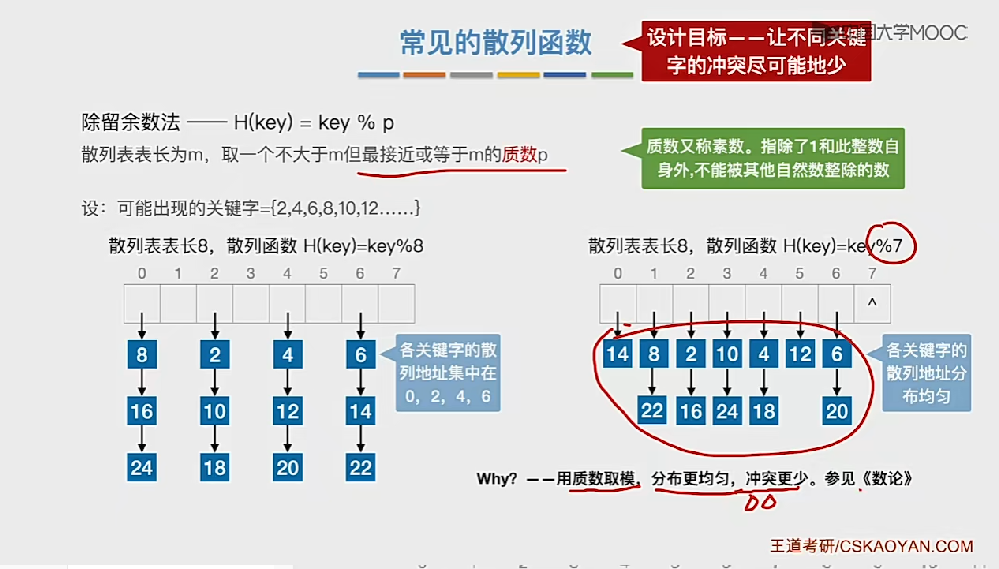 常见的散列函数
设计目标——让不同关键
字的冲突尽可能地少
国大学MOOC
除留余数法 —— H(key) = key % p
散列表表长为m，取一个不大于m但最接近或等于m的质数p
质数又称素数。指除了1和此整数自
身外,不能被其他自然数整除的数
设：可能出现的关键字={2,4,6,8,10,12……}
散列表表长8，散列函数 H(key)=key%8
0 1 2 3 4 5 6 7
8 2 4 6
16 10 12 14
24 18 20 22
各关键字的散
列地址集中在
0，2，4，6
散列表表长8，散列函数 H(key)=key%7
0 1 2 3 4 5 6 7
^
14 8 2 10 4 12 6
22 16 24 18 20
各关键字的
散列地址分
布均匀
Why？——用质数取模，分布更均匀，冲突更少。参见《数论》
王道考研/CSKAOYAN.COM